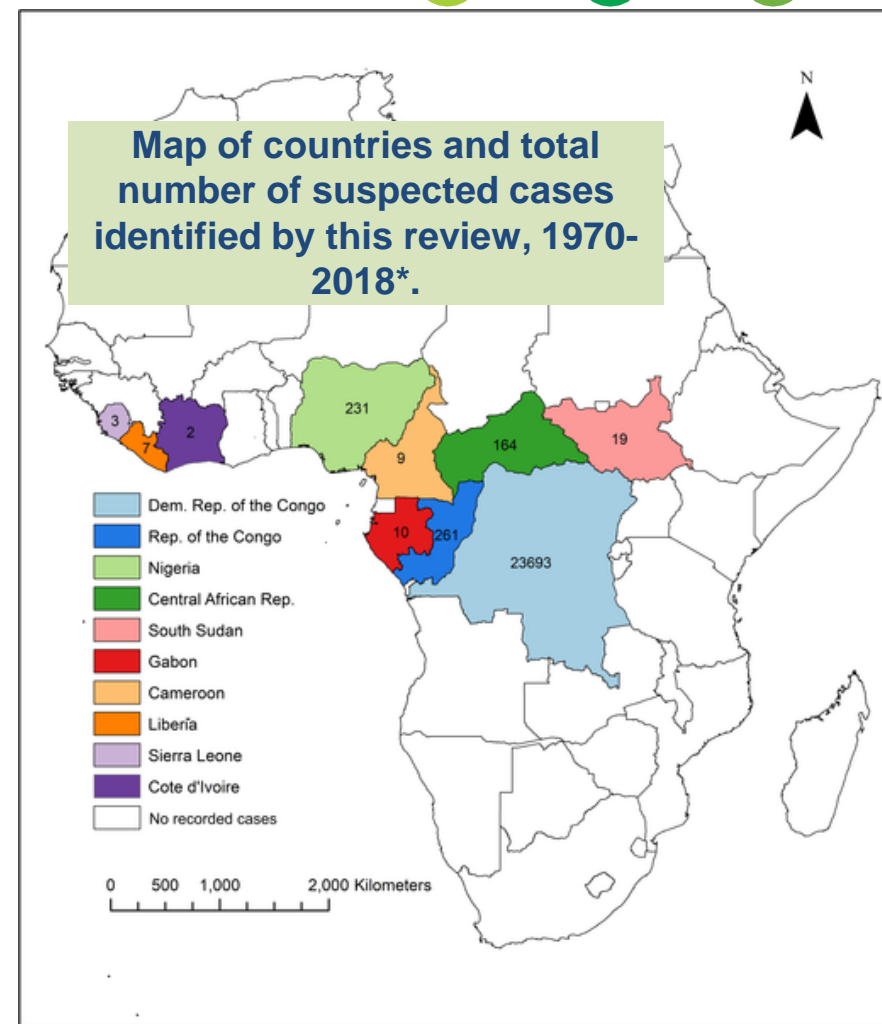 N
Map of countries and total
number of suspected cases
identified by this review, 1970-
2018*.
231
3
2
7
9
164
19
10
261
23693
Dem. Rep. of the Congo
Rep. of the Congo
Nigeria
Central African Rep.
South Sudan
Gabon
Cameroon
Liberia
Sierra Leone
Cote d'Ivoire
No recorded cases
0 500 1,000 2,000 Kilometers